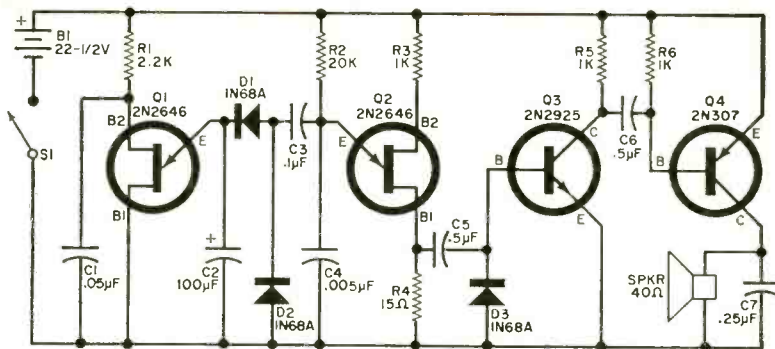 +
B1
22-1/2V
S1
R1
2.2K
B2
Q1
2N2646
E
B1
C1
.05µF
D1
1N68A
+
C2
100µF
D2
1N68A
C3
.1µF
R2
20K
C4
.005µF
R3
1K
Q2
2N2646
B2
E
B1
R4
15Ω
C5
.5µF
D3
1N68A
Q3
2N2925
B
C
E
R5
1K
C6
.5µF
R6
1K
Q4
2N307
B
E
C
SPKR
40Ω
C7
.25µF